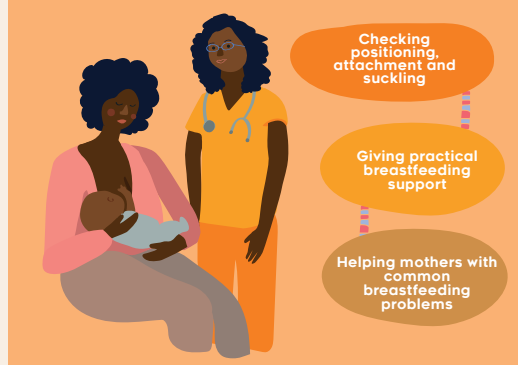 Checking
positioning,
attachment and
suckling
Giving practical
breastfeeding
support
Helping mothers with
common
breastfeeding
problems